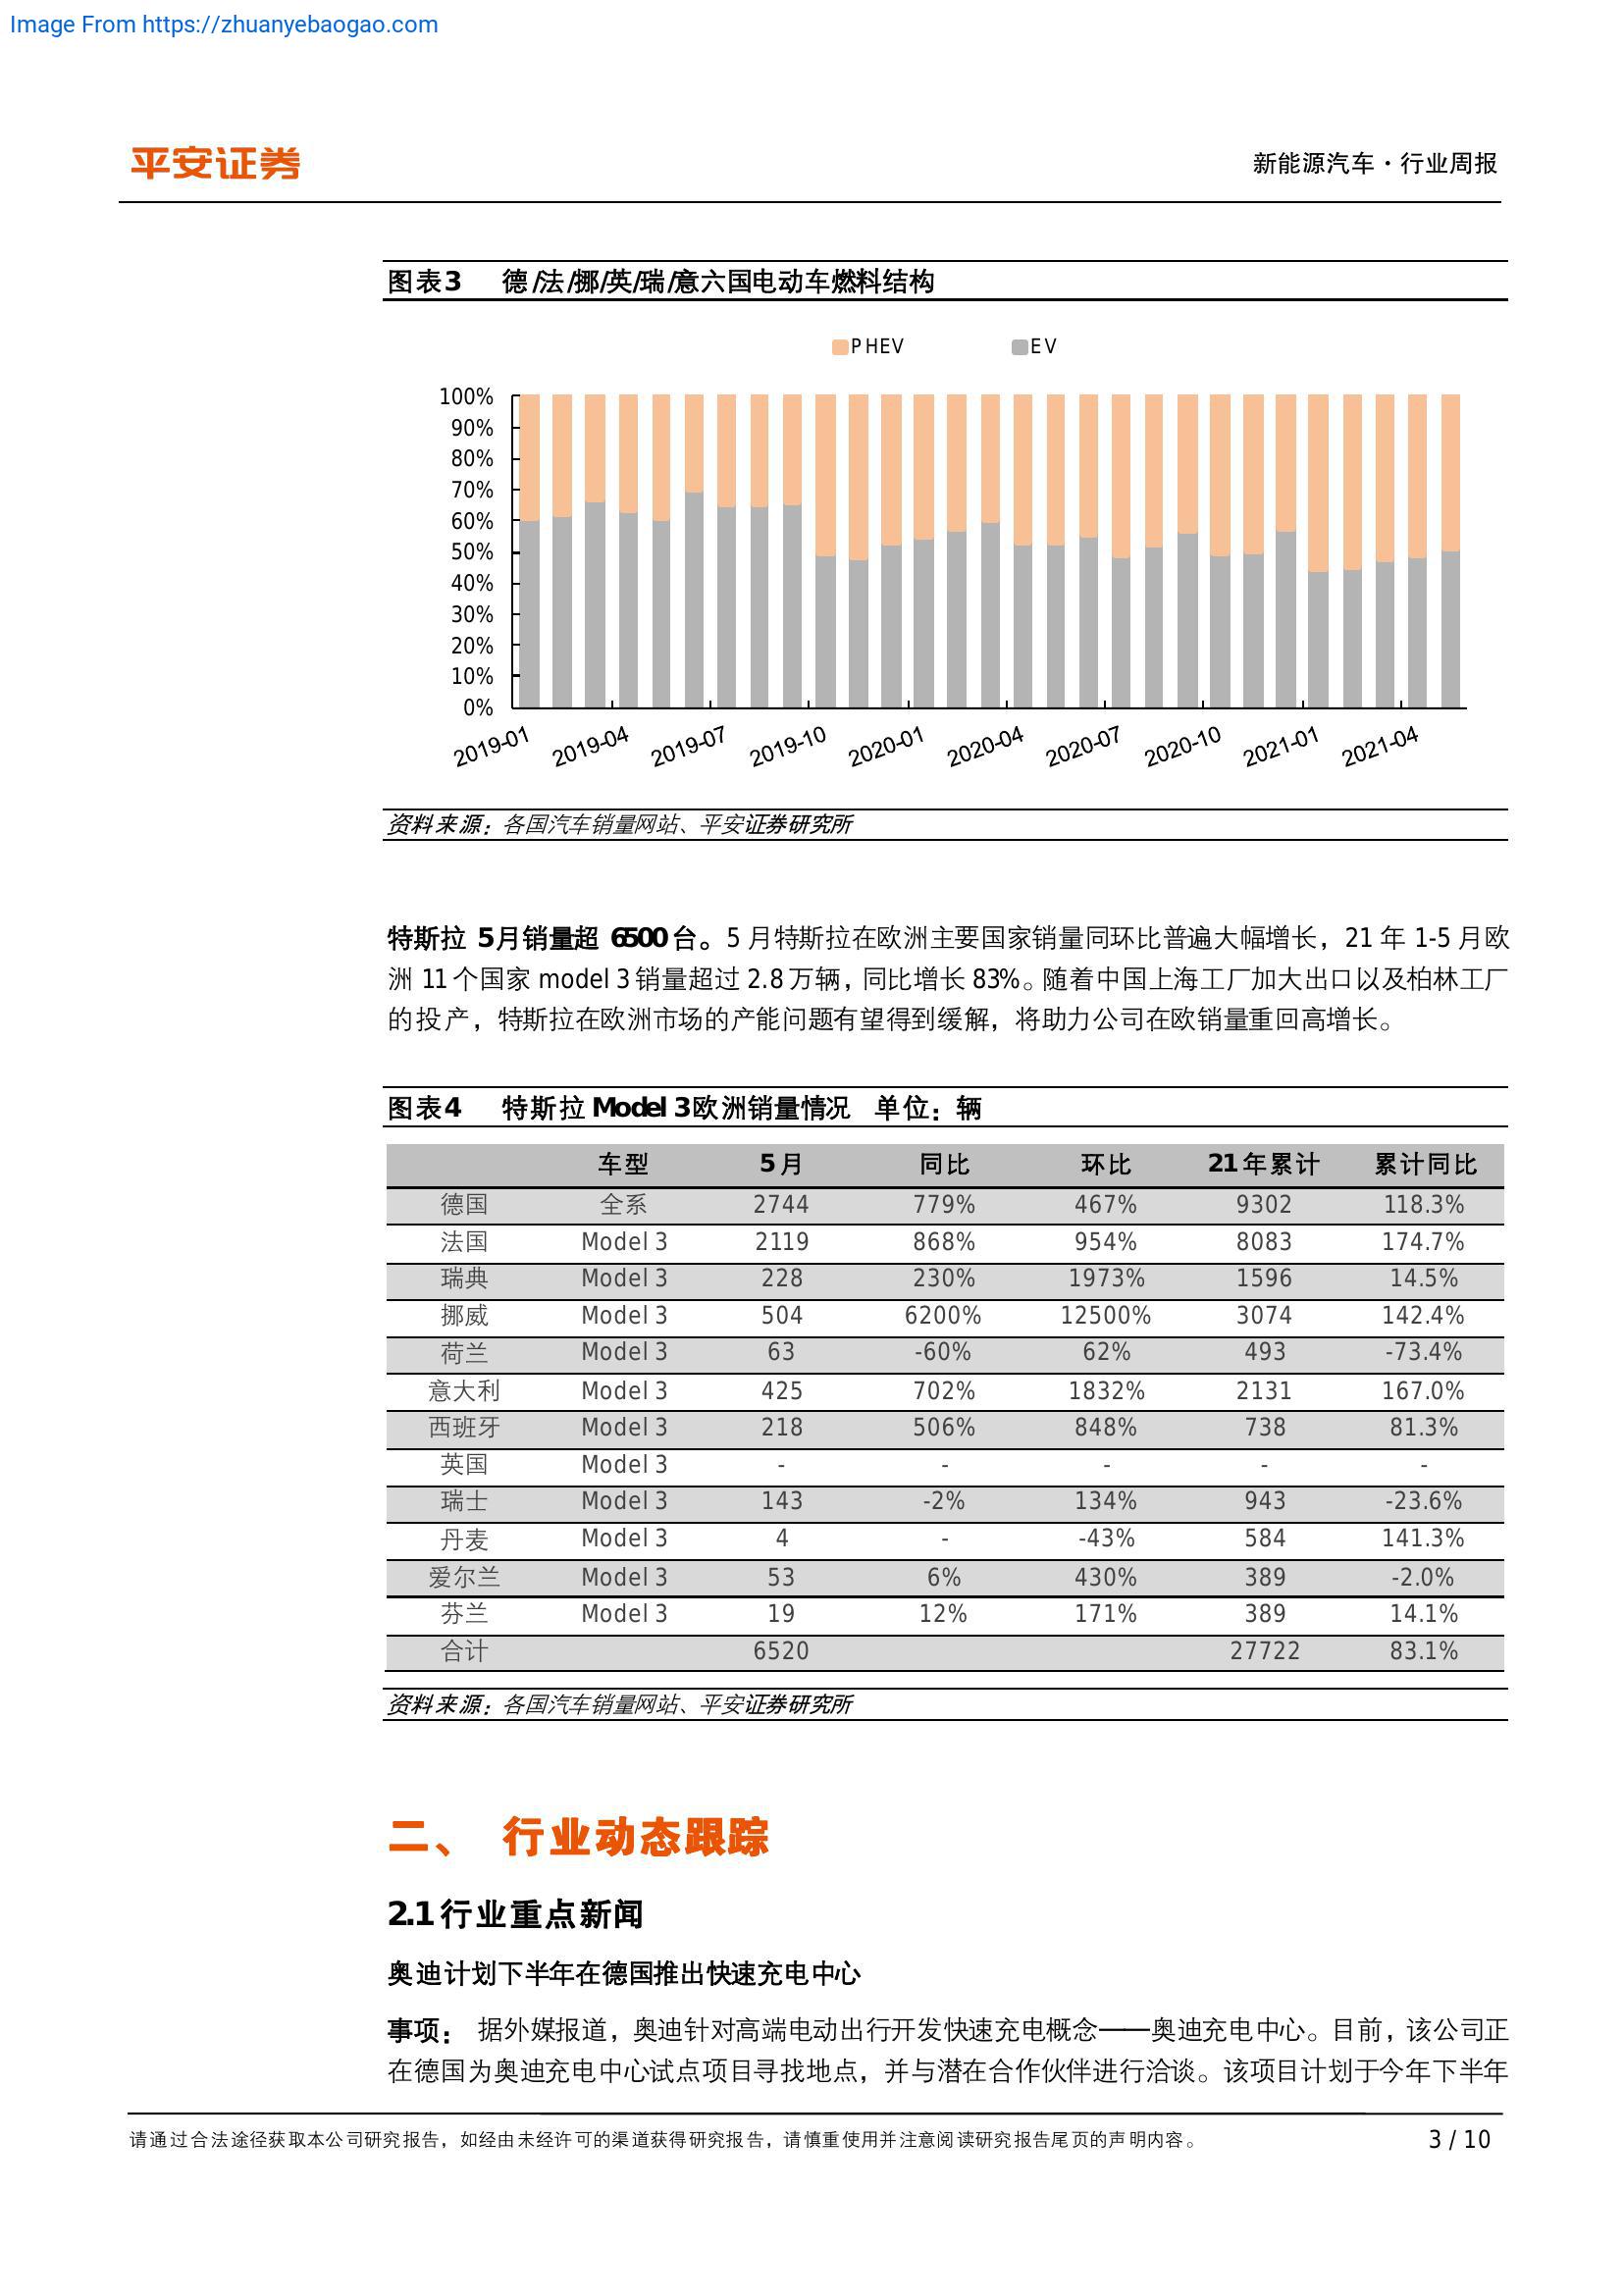 Image From https://zhuanyebaogao.com
平安证券
新能源汽车·行业周报
图表3 德/法/挪/英/瑞/意六国电动车燃料结构
PHEV EV
100%
90%
80%
70%
60%
50%
40%
30%
20%
10%
0%
2019-01 2019-04 2019-07 2019-10 2020-01 2020-04 2020-07 2020-10 2021-01 2021-04
资料来源：各国汽车销量网站、平安证券研究所
特斯拉 5月销量超 6500台。5 月特斯拉在欧洲主要国家销量同环比普遍大幅增长，21 年 1-5 月欧
洲 11 个国家 model 3 销量超过 2.8 万辆，同比增长 83%。随着中国上海工厂加大出口以及柏林工厂
的投产，特斯拉在欧洲市场的产能问题有望得到缓解，将助力公司在欧销量重回高增长。
图表4 特斯拉 Model 3欧洲销量情况 单位：辆
车型 5月 同比 环比 21年累计 累计同比
德国 全系 2744 779% 467% 9302 118.3%
法国 Model 3 2119 868% 954% 8083 174.7%
瑞典 Model 3 228 230% 1973% 1596 14.5%
挪威 Model 3 504 6200% 12500% 3074 142.4%
荷兰 Model 3 63 -60% 62% 493 -73.4%
意大利 Model 3 425 702% 1832% 2131 167.0%
西班牙 Model 3 218 506% 848% 738 81.3%
英国 Model 3 - - - - -
瑞士 Model 3 143 -2% 134% 943 -23.6%
丹麦 Model 3 4 - -43% 584 141.3%
爱尔兰 Model 3 53 6% 430% 389 -2.0%
芬兰 Model 3 19 12% 171% 389 14.1%
合计 6520 27722 83.1%
资料来源：各国汽车销量网站、平安证券研究所
二、 行业动态跟踪
2.1 行业重点新闻
奥迪计划下半年在德国推出快速充电中心
事项： 据外媒报道，奥迪针对高端电动出行开发快速充电概念——奥迪充电中心。目前，该公司正
在德国为奥迪充电中心试点项目寻找地点，并与潜在合作伙伴进行洽谈。该项目计划于今年下半年
请通过合法途径获取本公司研究报告，如经由未经许可的渠道获得研究报告，请慎重使用并注意阅读研究报告尾页的声明内容。
3 / 10